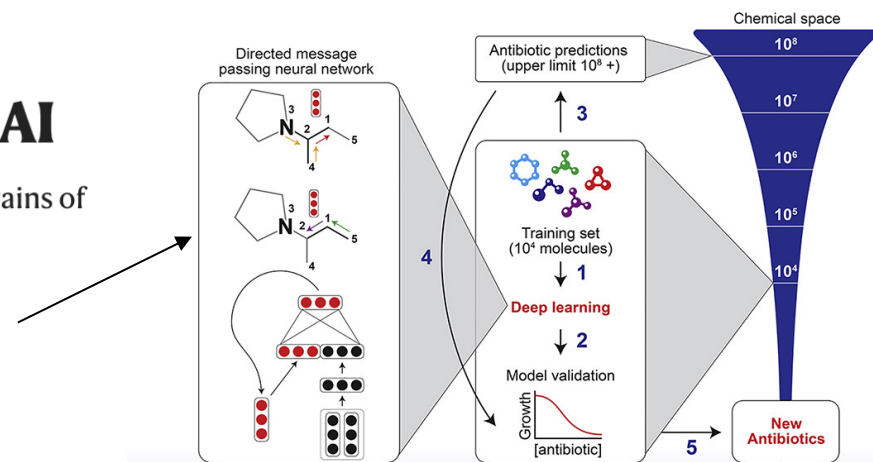 AI
ains of
Directed message
passing neural network
3
N
2
1
5
4
3
N
2
1
5
4
Antibiotic predictions
(upper limit 10⁸ +)
3
Training set
(10⁴ molecules)
1
Deep learning
2
Model validation
Growth
[antibiotic]
4
5
Chemical space
10⁸
10⁷
10⁶
10⁵
10⁴
New
Antibiotics